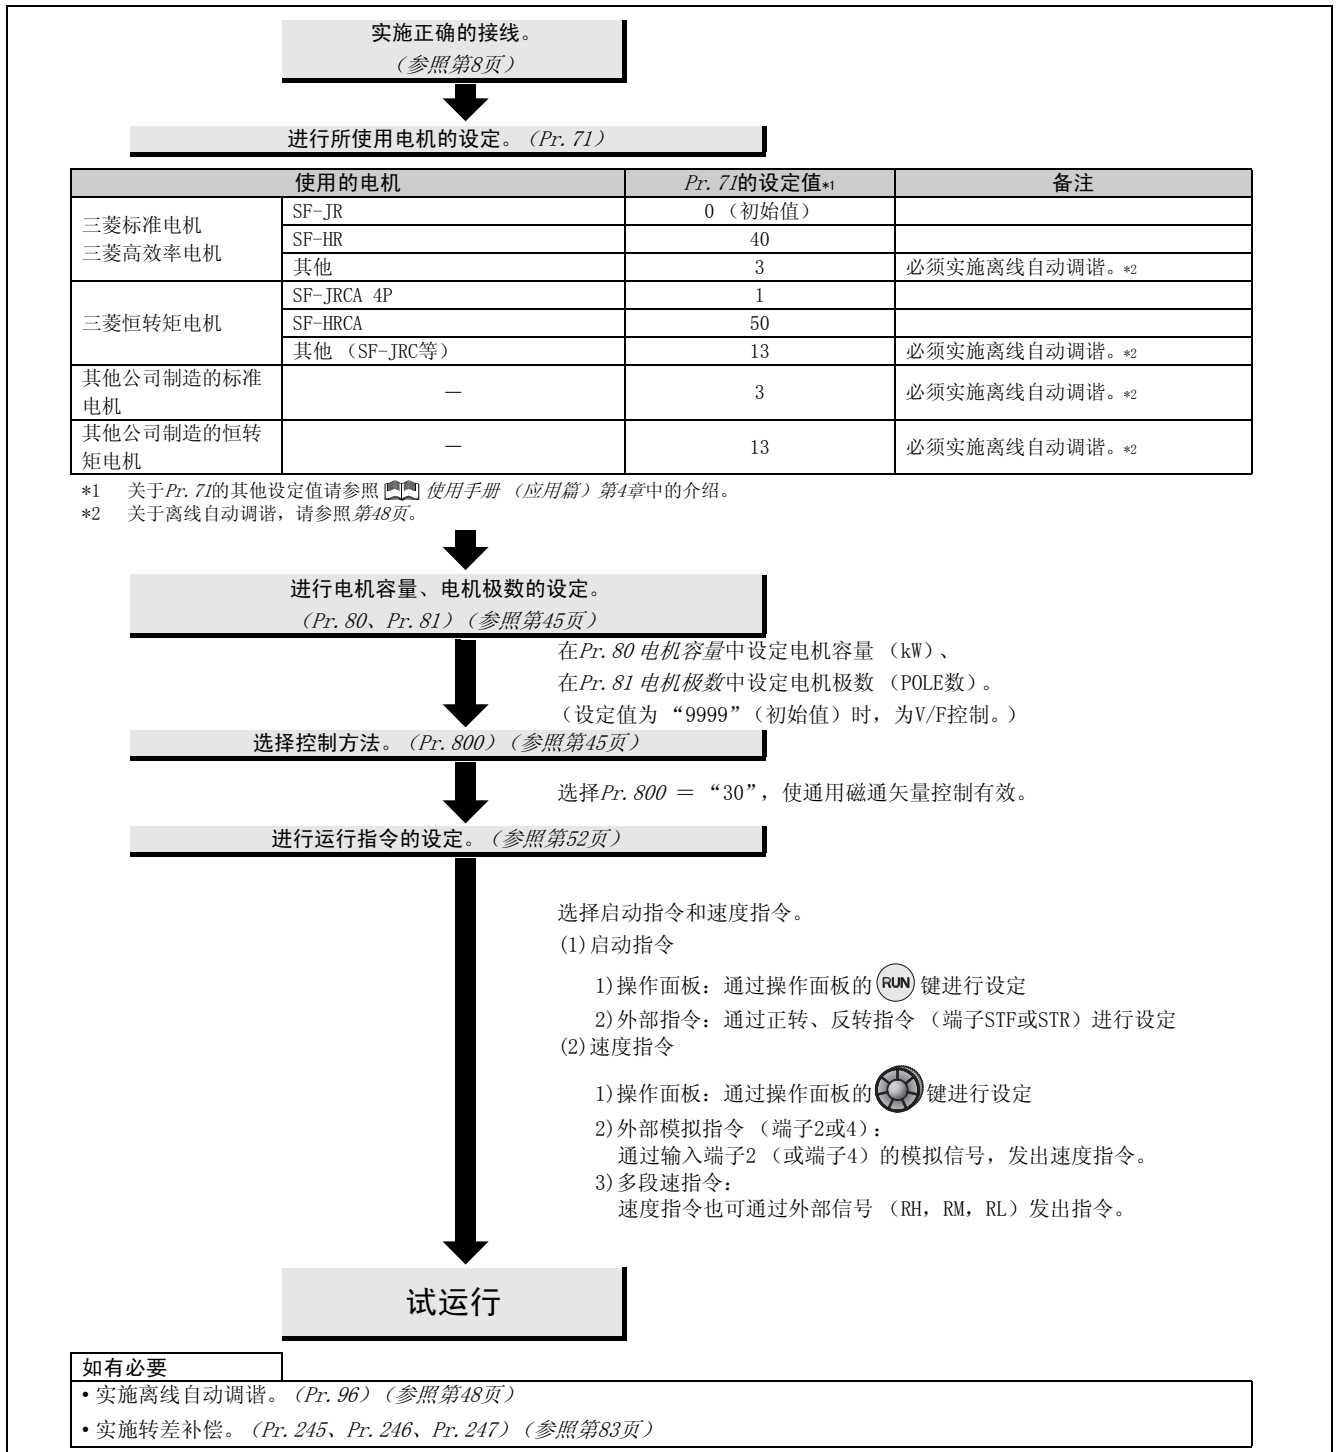 实施正确的接线。
（参照第8页）
进行所使用电机的设定。（Pr. 71）
使用的电机 Pr. 71的设定值*1 备注
三菱标准电机
三菱高效率电机
SF-JR 0 （初始值）
SF-HR 40
其他 3 必须实施离线自动调谐。*2
三菱恒转矩电机
SF-JRCA 4P 1
SF-HRCA 50
其他 （SF-JRC等） 13 必须实施离线自动调谐。*2
其他公司制造的标准
电机
— 3 必须实施离线自动调谐。*2
其他公司制造的恒转
矩电机
— 13 必须实施离线自动调谐。*2
*1 关于Pr. 71的其他设定值请参照 使用手册 （应用篇）第4章中的介绍。
*2 关于离线自动调谐，请参照第48页。
进行电机容量、电机极数的设定。
（Pr. 80、Pr. 81）（参照第45页）
在Pr. 80 电机容量中设定电机容量 （kW）、
在Pr. 81 电机极数中设定电机极数 （POLE数）。
（设定值为 “9999”（初始值）时，为V/F控制。）
选择控制方法。（Pr. 800）（参照第45页）
选择Pr. 800 ＝ “30”，使通用磁通矢量控制有效。
进行运行指令的设定。（参照第52页）
选择启动指令和速度指令。
(1)启动指令
1)操作面板：通过操作面板的 RUN 键进行设定
2)外部指令：通过正转、反转指令 （端子STF或STR）进行设定
(2)速度指令
1)操作面板：通过操作面板的 键进行设定
2)外部模拟指令 （端子2或4）：
通过输入端子2 （或端子4）的模拟信号，发出速度指令。
3)多段速指令：
速度指令也可通过外部信号 （RH，RM，RL）发出指令。
试运行
如有必要
• 实施离线自动调谐。（Pr. 96）（参照第48页）
• 实施转差补偿。（Pr. 245、Pr. 246、Pr. 247）（参照第83页）